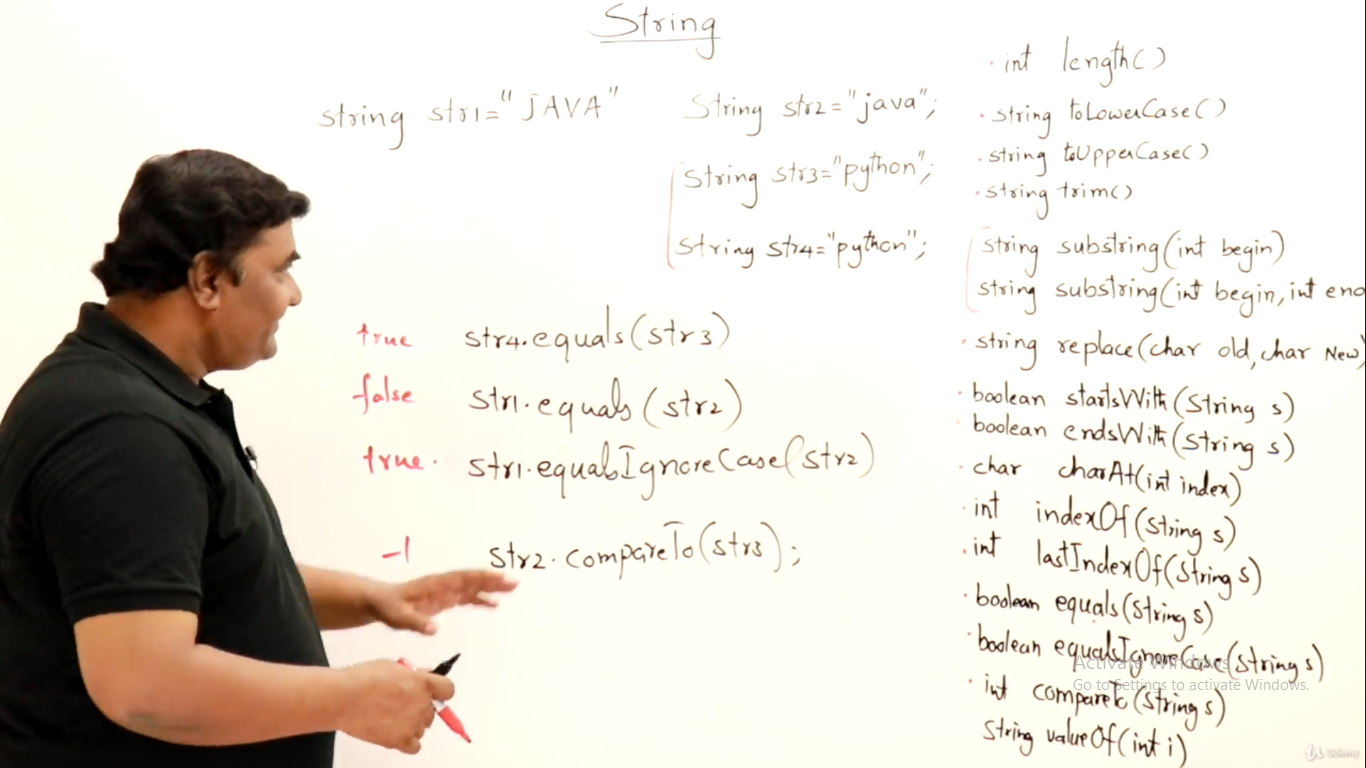 String
string str1="JAVA"
String str2="java";
String str3="python";
String str4="python";
true str4.equals(str3)
false str1.equals(str2)
true. str1.equalsIgnoreCase(str2)
-1 str2.compareTo(str3);
. int length()
. string toLowerCase()
. string toUpperCase()
. string trim()
string substring(int begin)
string substring(int begin, int end
. string replace(char old, char New)
. boolean startsWith(String s)
. boolean endsWith(String s)
. char charAt(int index)
. int indexOf(String s)
. int lastIndexOf(String s)
. boolean equals(String s)
. boolean equalsIgnoreCase(String s)
. int compareTo(String s)
String valueOf(int i)
Activate Windows
Go to Settings to activate Windows.
Udemy